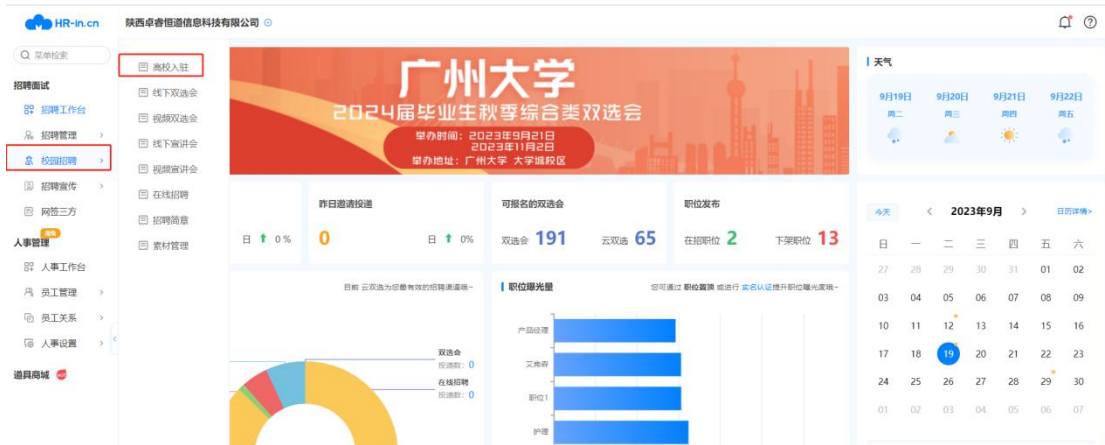 HR-in.cn
陕西卓睿恒道信息科技有限公司
菜单检索
招聘面试
招聘工作台
招聘管理
校园招聘
招聘宣传
网签三方
人事管理
人事工作台
员工管理
员工关系
人事设置
道具商城
高校入驻
线下双选会
视频双选会
线下宣讲会
视频宣讲会
在线招聘
招聘简章
素材管理
广州大学
2024届毕业生秋季综合类双选会
举办时间：2023年9月21日
2023年11月2日
举办地址：广州大学 大学城校区
天气
9月19日 9月20日 9月21日 9月22日
周二 周三 周四 周五
日 0%
昨日邀请投递
0 日 0%
可报名的双选会
双选会 191 云双选 65
职位发布
在招职位 2 下架职位 13
目前 云双选为您最有效的招聘渠道哦~
双选会
投递数：0
在线招聘
投递数：0
职位曝光量
您可通过 职位置顶 或进行 实名认证提升职位曝光度哦~
产品经理
艾弗森
职位1
护理
今天 < 2023年9月 > 日历详情>
日 一 二 三 四 五 六
27 28 29 30 31 01 02
03 04 05 06 07 08 09
10 11 12 13 14 15 16
17 18 19 20 21 22 23
24 25 26 27 28 29 30
01 02 03 04 05 06 07